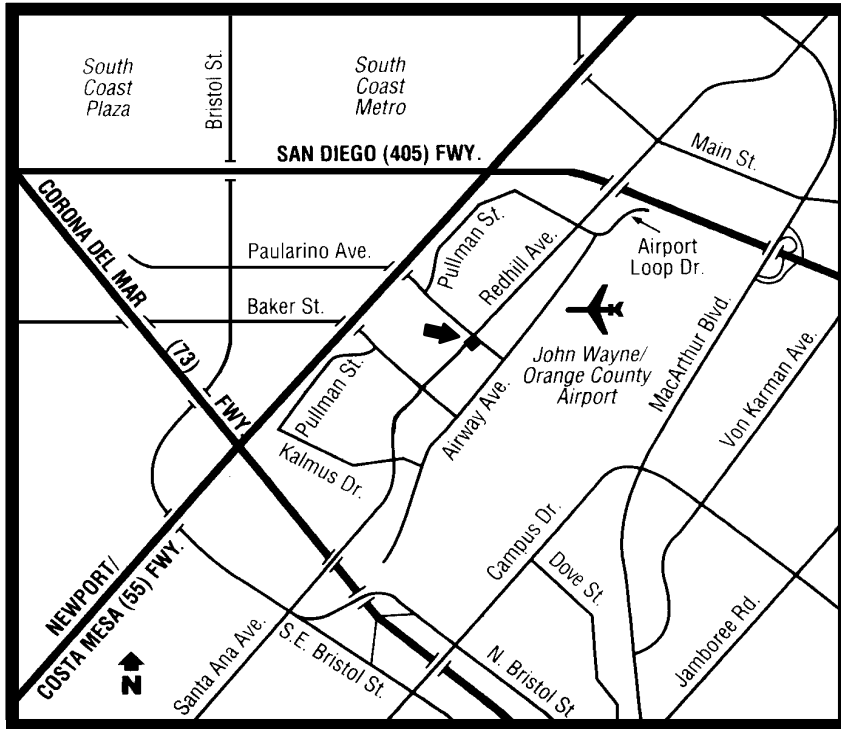 South
Coast
Plaza
Bristol St.
South
Coast
Metro
SAN DIEGO (405) FWY.
Main St.
CORONA DEL MAR
(73)
FWY.
Paularino Ave.
Pullman St.
Redhill Ave.
Airport
Loop Dr.
Baker St.
John Wayne/
Orange County
Airport
MacArthur Blvd.
Von Karman Ave.
Pullman St.
Airway Ave.
Kalmus Dr.
Campus Dr.
Dove St.
NEWPORT/
COSTA MESA (55) FWY.
Santa Ana Ave.
S.E. Bristol St.
N. Bristol St
Jamboree Rd.
N